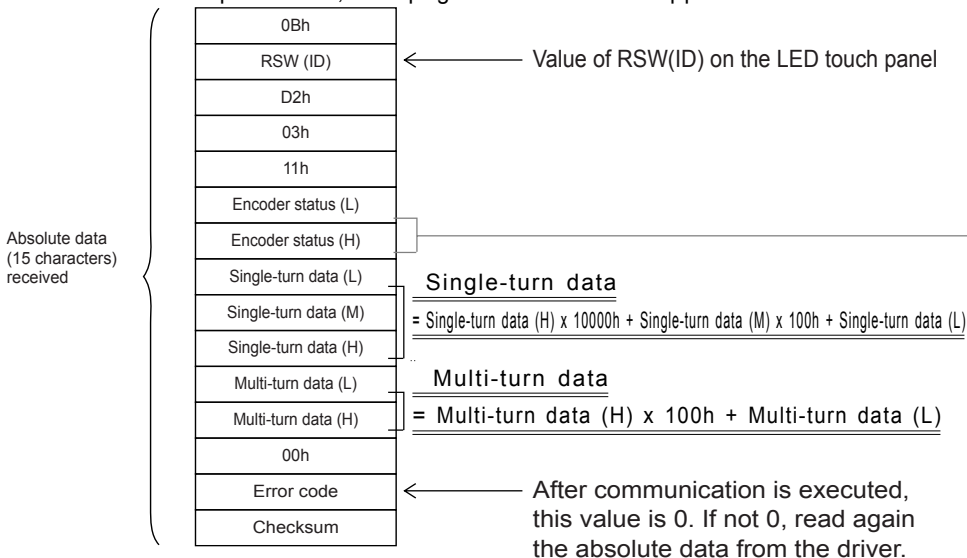 0Bh
RSW (ID)
Value of RSW(ID) on the LED touch panel
D2h
03h
11h
Encoder status (L)
Encoder status (H)
Absolute data
(15 characters)
received
Single-turn data (L)
Single-turn data (M)
Single-turn data (H)
Single-turn data
= Single-turn data (H) x 10000h + Single-turn data (M) x 100h + Single-turn data (L)
Multi-turn data (L)
Multi-turn data (H)
Multi-turn data
= Multi-turn data (H) x 100h + Multi-turn data (L)
00h
Error code
Checksum
After communication is executed,
this value is 0. If not 0, read again
the absolute data from the driver.